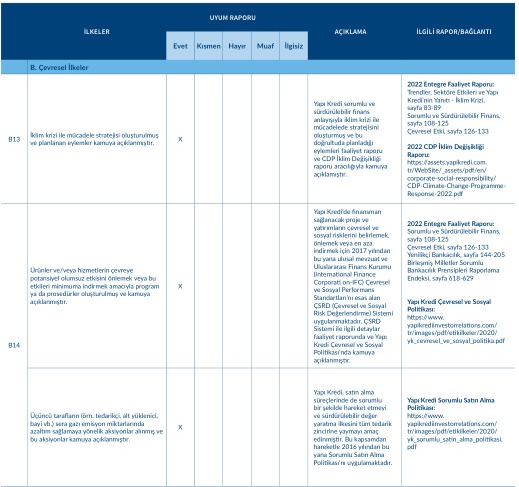 İLKELER
UYUM RAPORU
AÇIKLAMA
İLGİLİ RAPOR/BAĞLANTI
Evet
Kısmen
Hayır
Muaf
İlgisiz
B. Çevresel İlkeler
B13
İklim krizi ile mücadele stratejisi oluşturulmuş
ve planlanan eylemler kamuya açıklanmıştır.
X
Yapı Kredi sorumlu ve
sürdürülebilir finans
anlayışıyla iklim krizi ile
mücadelede stratejisini
oluşturmuş ve bu
doğrultuda planladığı
eylemleri faaliyet raporu
ve CDP İklim Değişikliği
raporu aracılığıyla kamuya
açıklamıştır.
2022 Entegre Faaliyet Raporu:
Trendler, Sektöre Etkileri ve Yapı
Kredi'nin Yanıtı - İklim Krizi,
sayfa 83-89
Sorumlu ve Sürdürülebilir Finans,
sayfa 108-125
Çevresel Etki, sayfa 126-133
2022 CDP İklim Değişikliği
Raporu:
https://assets.yapikredi.com.
tr/WebSite/_assets/pdf/en/
corporate-social-responsibility/
CDP-Climate-Change-Programme-
Response-2022.pdf
B14
Ürünler ve/veya hizmetlerin çevreye
potansiyel olumsuz etkisini önlemek veya bu
etkileri minimuma indirmek amacıyla program
ya da prosedürler oluşturulmuş ve kamuya
açıklanmıştır.
X
Yapı Kredi'de finansman
sağlanacak proje ve
yatırımların çevresel ve
sosyal risklerini belirlemek,
önlemek veya en aza
indirmek için 2017 yılından
bu yana ulusal mevzuat ve
Uluslararası Finans Kurumu
(International Finance
Corporati on-IFC) Çevresel
ve Sosyal Performans
Standartları'nı esas alan
ÇSRD (Çevresel ve Sosyal
Risk Değerlendirme) Sistemi
uygulanmaktadır. ÇSRD
Sistemi ile ilgili detaylar
faaliyet raporunda ve Yapı
Kredi Çevresel ve Sosyal
Politikası'nda kamuya
açıklanmıştır.
2022 Entegre Faaliyet Raporu:
Sorumlu ve Sürdürülebilir Finans,
sayfa 108-125
Çevresel Etki, sayfa 126-133
Yenilikçi Bankacılık, sayfa 144-205
Birleşmiş Milletler Sorumlu
Bankacılık Prensipleri Raporlama
Endeksi, sayfa 618-629
Yapı Kredi Çevresel ve Sosyal
Politikası:
https://www.
yapikrediinvestorrelations.com/
tr/images/pdf/etikilkeler/2020/
yk_cevresel_ve_sosyal_politika.pdf
Üçüncü tarafların (örn. tedarikçi, alt yüklenici,
bayi vb.) sera gazı emisyon miktarlarında
azaltım sağlamaya yönelik aksiyonlar alınmış ve
bu aksiyonlar kamuya açıklanmıştır.
X
Yapı Kredi, satın alma
süreçlerinde de sorumlu
bir şekilde hareket etmeyi
ve sürdürülebilir değer
yaratma ilkesini tüm tedarik
zincirine yaymayı amaç
edinmiştir. Bu kapsamdan
hareketle 2016 yılından bu
yana Sorumlu Satın Alma
Politikası'nı uygulamaktadır.
Yapı Kredi Sorumlu Satın Alma
Politikası:
https://www.
yapikrediinvestorrelations.com/
tr/images/pdf/etikilkeler/2020/
yk_sorumlu_satin_alma_politikasi.
pdf